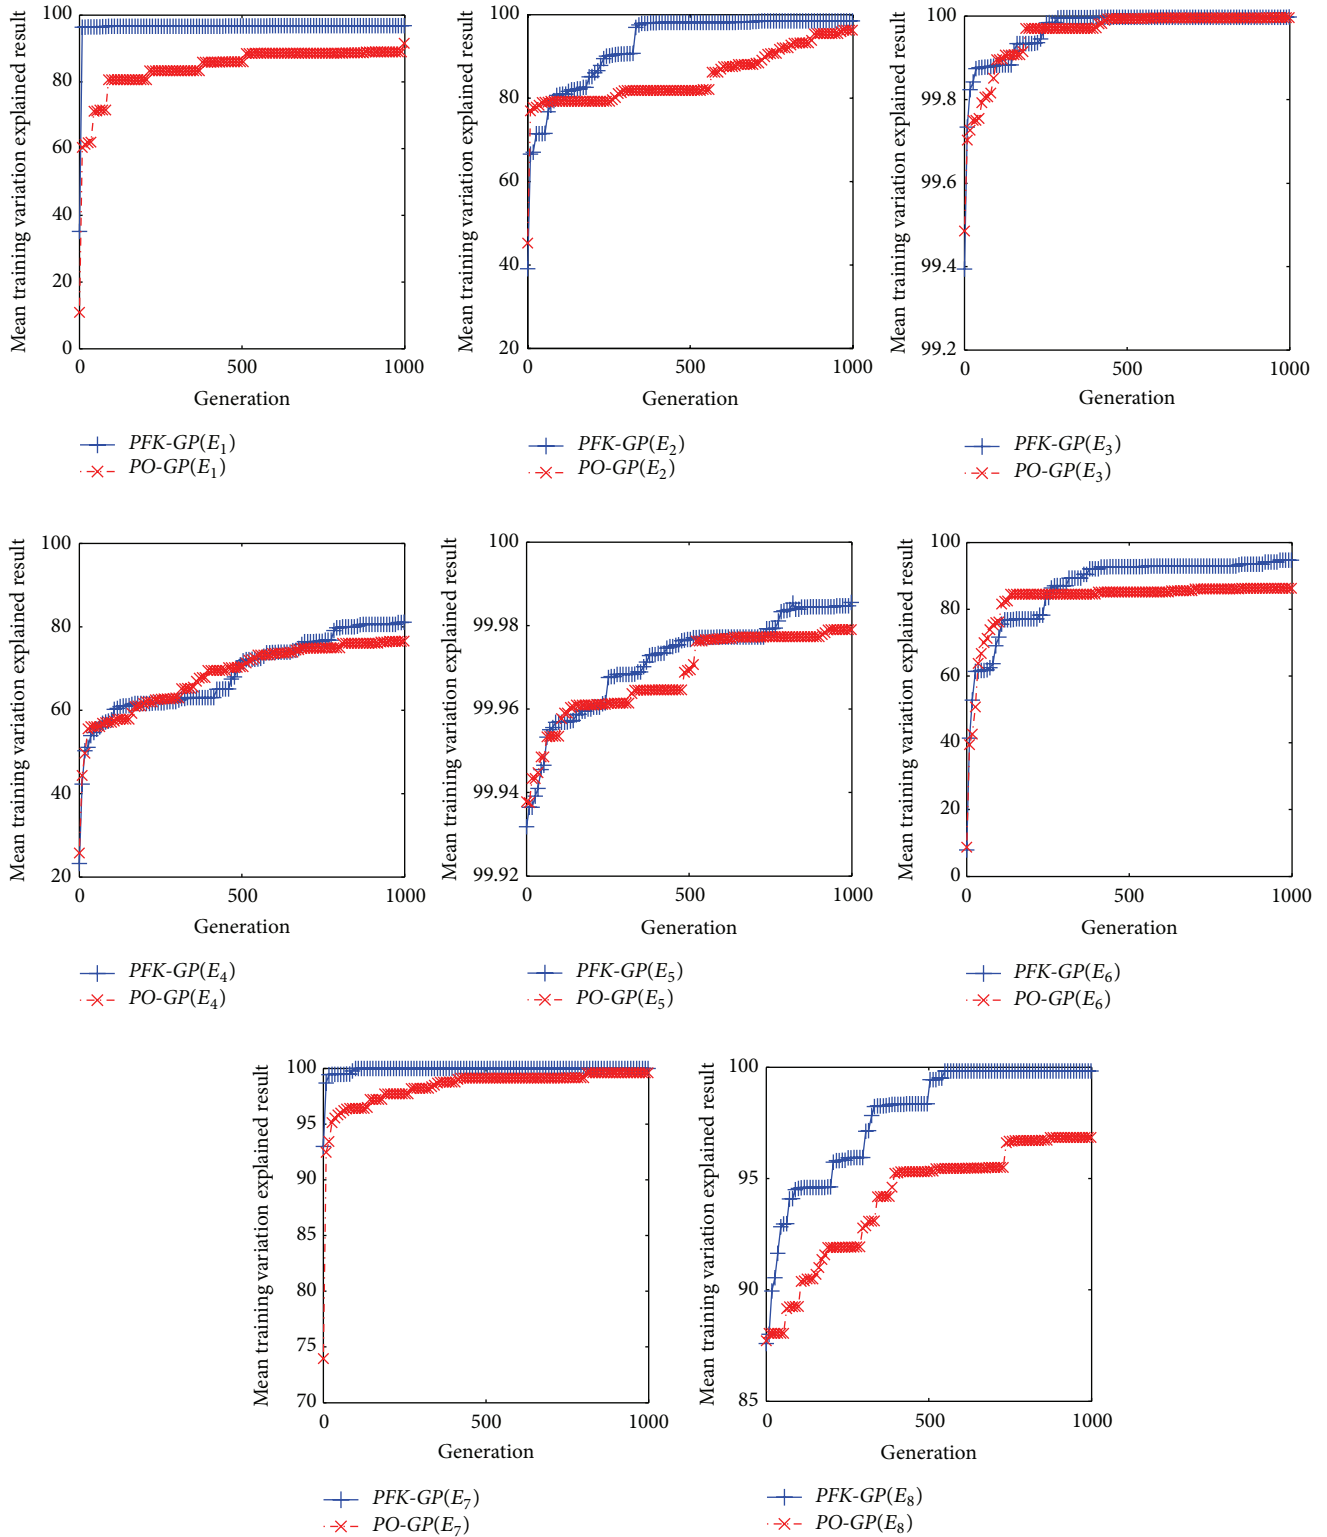 Mean training variation explained result
100
80
60
40
20
0
0
500
1000
Generation
PFK-GP(E1)
PO-GP(E1)
Mean training variation explained result
100
80
60
40
20
0
500
1000
Generation
PFK-GP(E2)
PO-GP(E2)
Mean training variation explained result
100
99.8
99.6
99.4
99.2
0
500
1000
Generation
PFK-GP(E3)
PO-GP(E3)
Mean training variation explained result
100
80
60
40
20
0
500
1000
Generation
PFK-GP(E4)
PO-GP(E4)
Mean training variation explained result
100
99.98
99.96
99.94
99.92
0
500
1000
Generation
PFK-GP(E5)
PO-GP(E5)
Mean training variation explained result
100
80
60
40
20
0
0
500
1000
Generation
PFK-GP(E6)
PO-GP(E6)
Mean training variation explained result
100
95
90
85
80
75
70
0
500
1000
Generation
PFK-GP(E7)
PO-GP(E7)
Mean training variation explained result
100
95
90
85
0
500
1000
Generation
PFK-GP(E8)
PO-GP(E8)